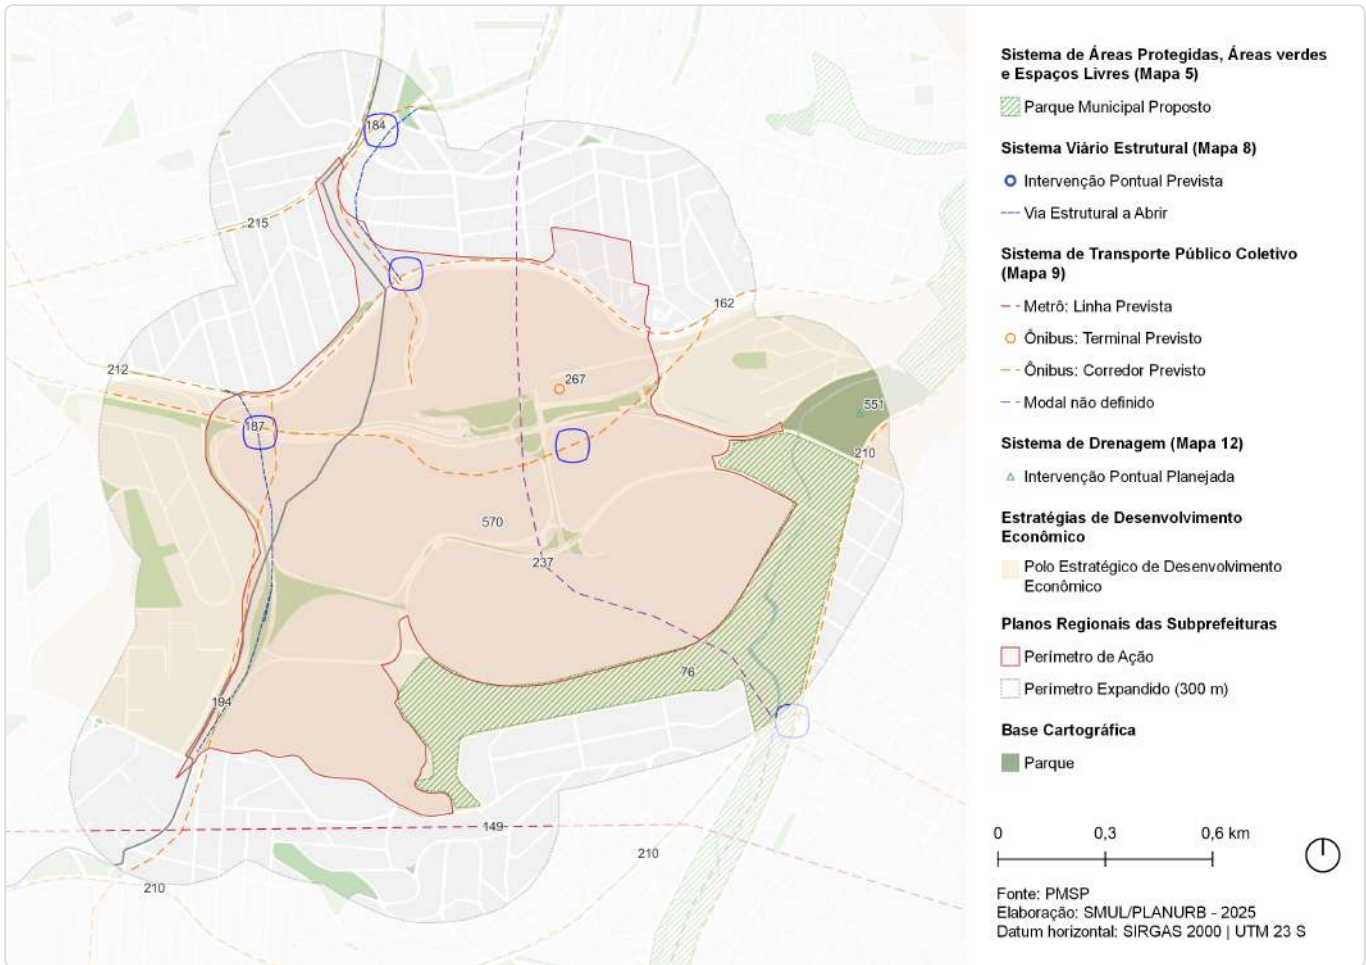 184
215
162
212
267
551
187
210
570
237
76
194
149
210
210
Sistema de Áreas Protegidas, Áreas verdes
e Espaços Livres (Mapa 5)
Parque Municipal Proposto
Sistema Viário Estrutural (Mapa 8)
Intervenção Pontual Prevista
Via Estrutural a Abrir
Sistema de Transporte Público Coletivo
(Mapa 9)
Metrô: Linha Prevista
Ônibus: Terminal Previsto
Ônibus: Corredor Previsto
Modal não definido
Sistema de Drenagem (Mapa 12)
Intervenção Pontual Planejada
Estratégias de Desenvolvimento
Econômico
Polo Estratégico de Desenvolvimento
Econômico
Planos Regionais das Subprefeituras
Perímetro de Ação
Perímetro Expandido (300 m)
Base Cartográfica
Parque
0 0,3 0,6 km
Fonte: PMSP
Elaboração: SMUL/PLANURB - 2025
Datum horizontal: SIRGAS 2000 | UTM 23 S